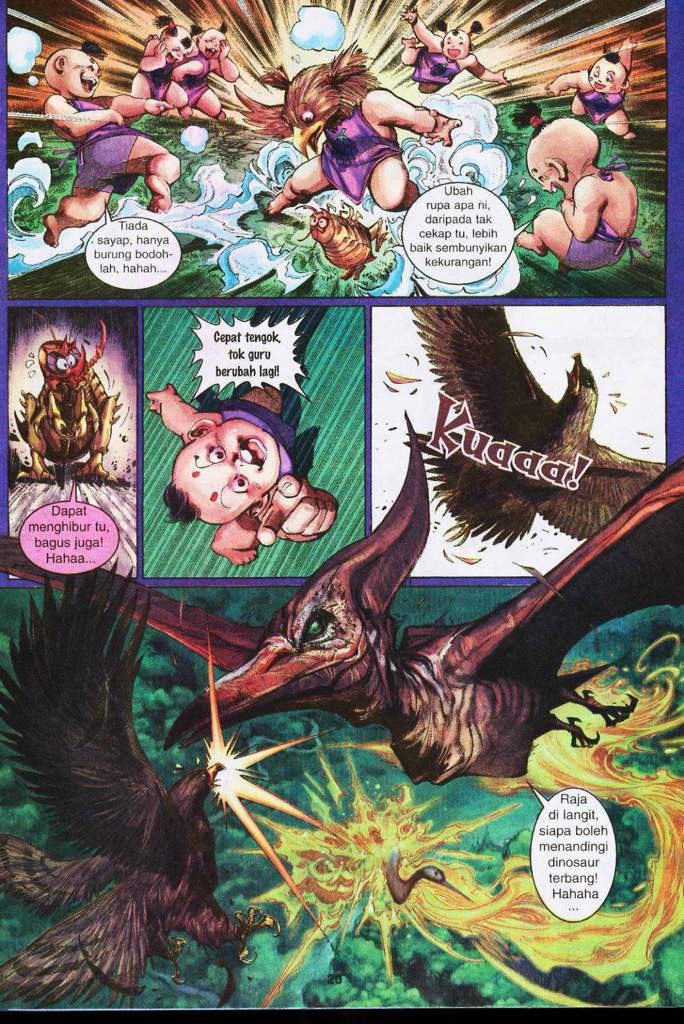 Tiada
sayap, hanya
burung bodoh-
lah, hahah...
Ubah
rupa apa ni,
daripada tak
cekap tu, lebih
baik sembunyikan
kekurangan!
Dapat
menghibur tu,
bagus juga!
Hahaa...
Cepat tengok,
tok guru
berubah lagi!
Kuaaa!
Raja
di langit,
siapa boleh
menandingi
dinosaur
terbang!
Hahaha
...
20